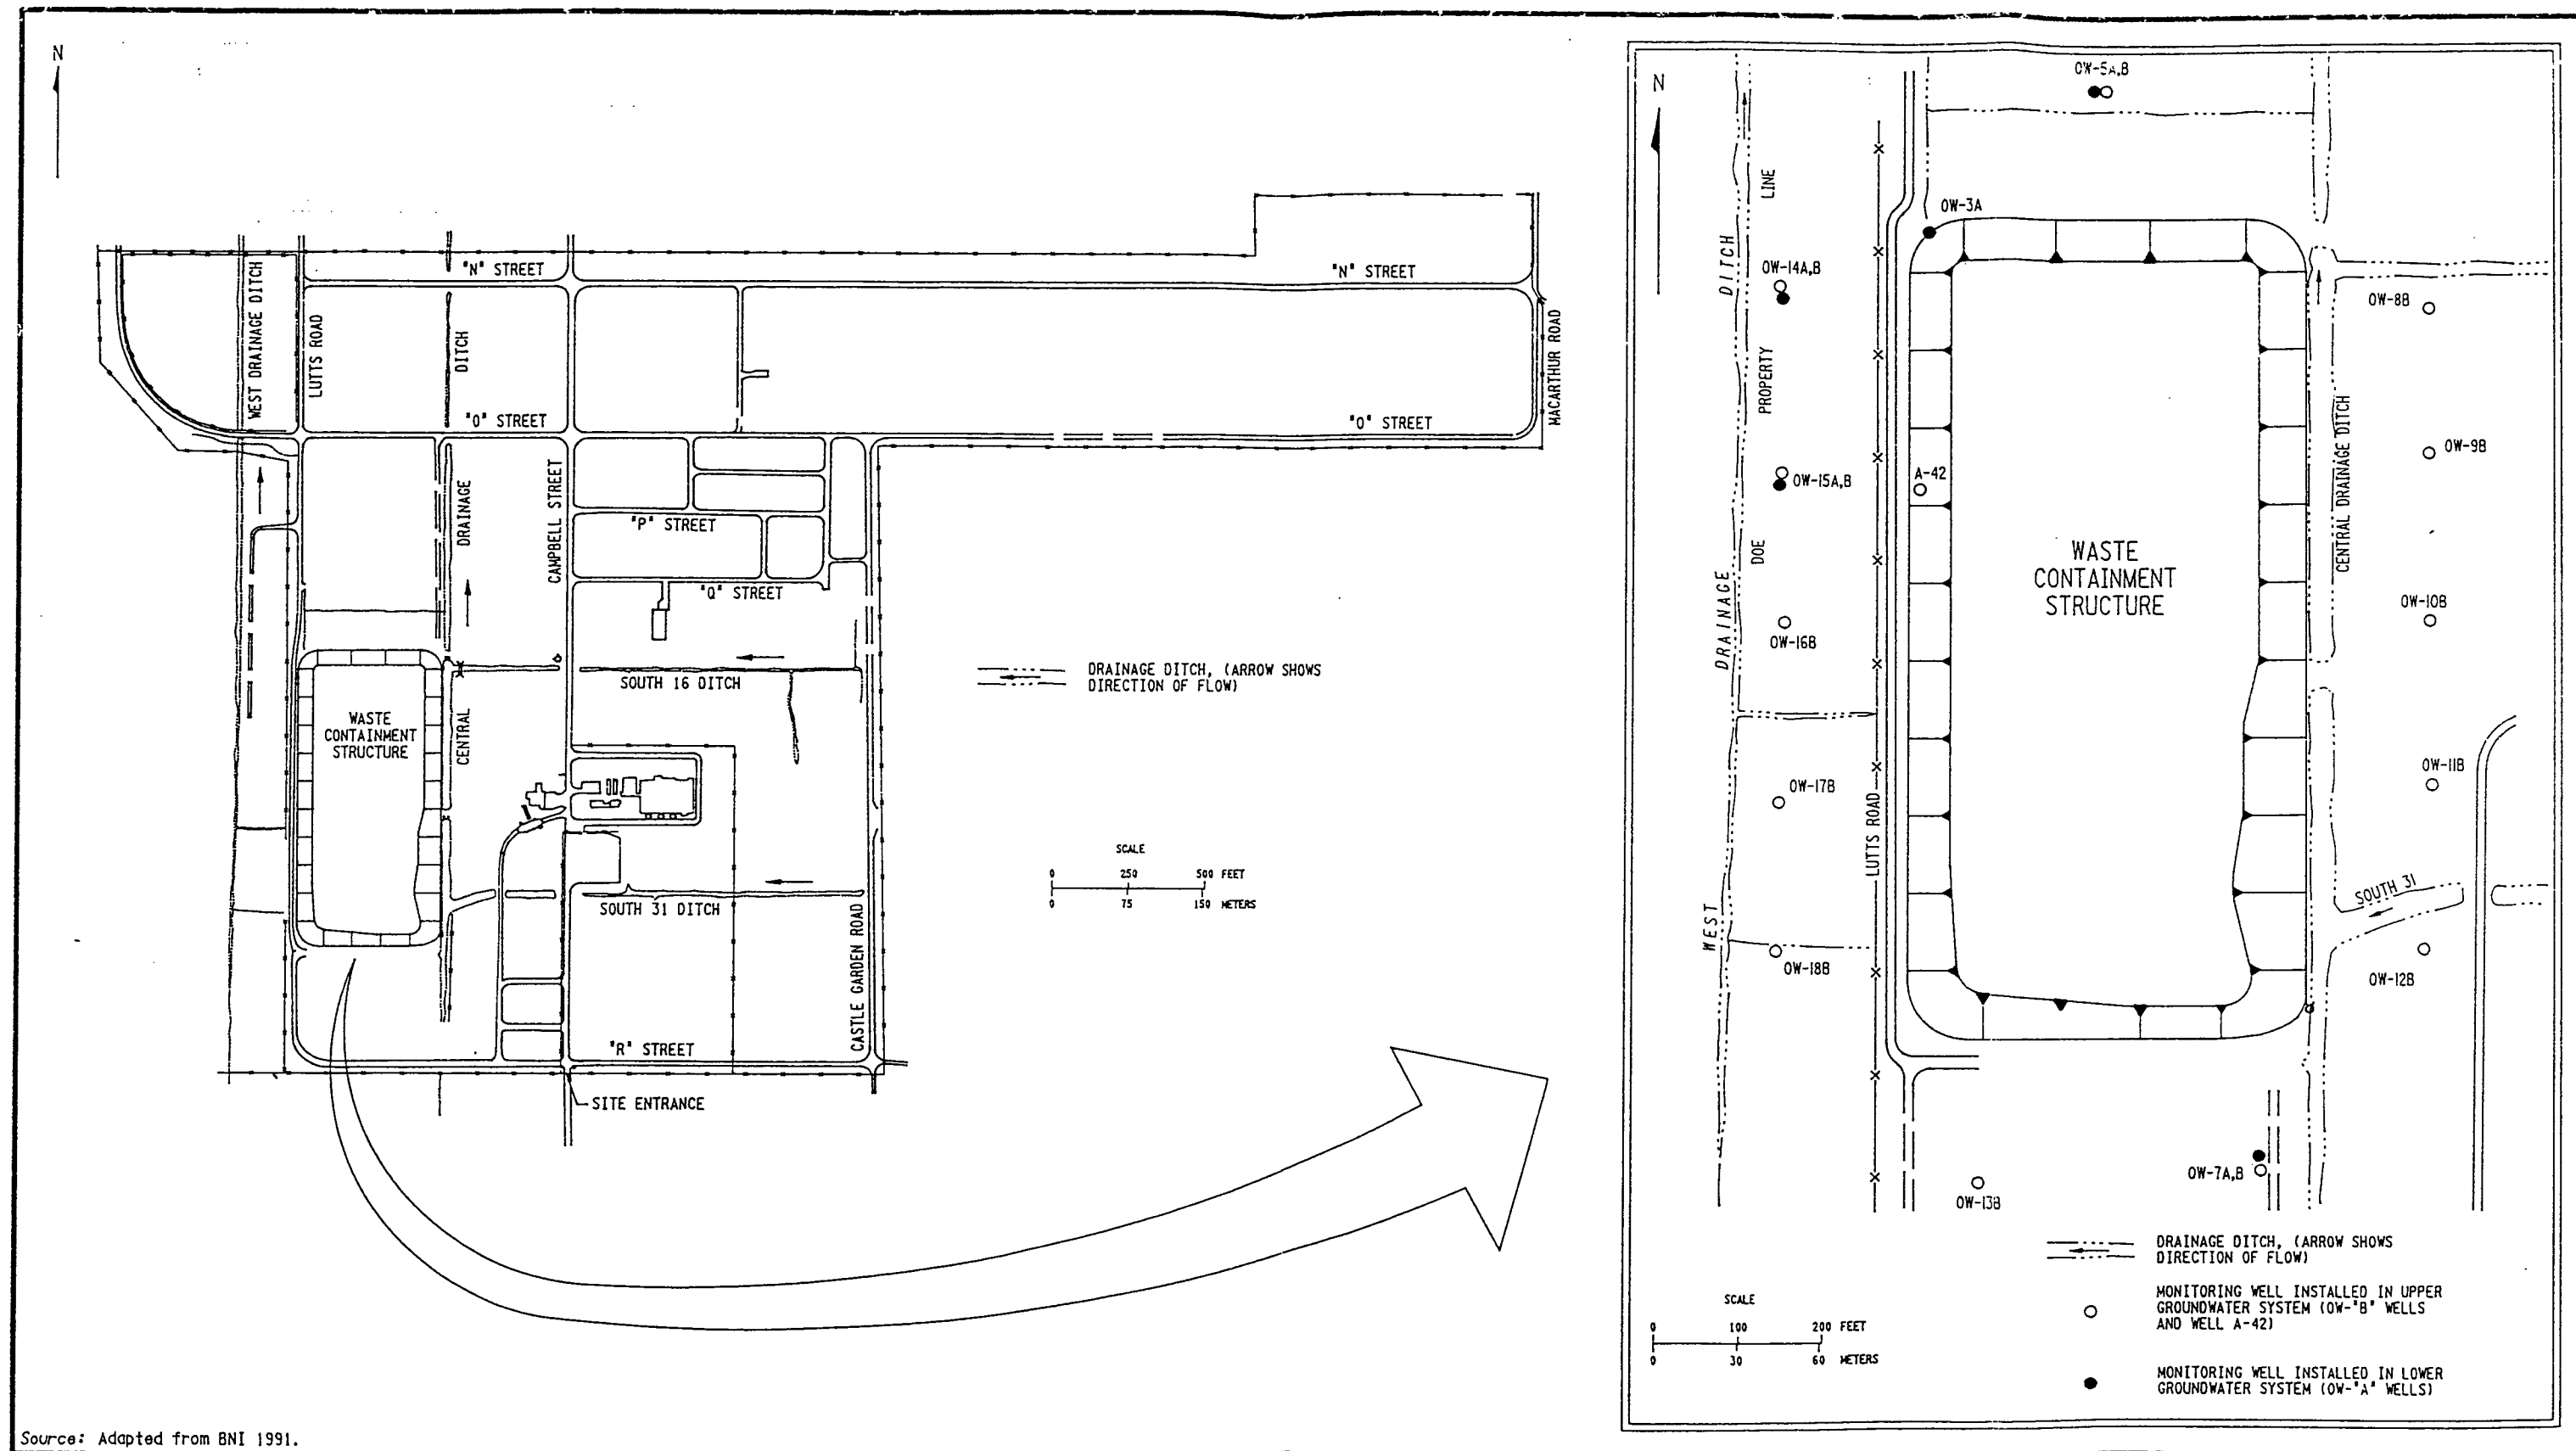 N
"N" STREET
"N" STREET
WEST DRAINAGE DITCH
LUTTS ROAD
DITCH
MACARTHUR ROAD
"O" STREET
"O" STREET
CAMPBELL STREET
DRAINAGE
"P" STREET
"Q" STREET
SOUTH 16 DITCH
WASTE
CONTAINMENT
STRUCTURE
CENTRAL
DRAINAGE DITCH, (ARROW SHOWS
DIRECTION OF FLOW)
SCALE
0 250 500 FEET
0 75 150 METERS
SOUTH 31 DITCH
CASTLE GARDEN ROAD
"R" STREET
SITE ENTRANCE
Source: Adapted from BNI 1991.
N
OW-5A,B
OW-3A
LINE
DITCH
OW-14A,B
OW-8B
PROPERTY
OW-9B
CENTRAL DRAINAGE DITCH
OW-15A,B
A-42
DOE
WASTE
CONTAINMENT
STRUCTURE
DRAINAGE
OW-10B
OW-16B
OW-11B
OW-17B
LUTTS ROAD
SOUTH 31
WEST
OW-18B
OW-12B
OW-7A,B
OW-13B
DRAINAGE DITCH, (ARROW SHOWS
DIRECTION OF FLOW)
MONITORING WELL INSTALLED IN UPPER
GROUNDWATER SYSTEM (OW-"B" WELLS
AND WELL A-42)
SCALE
0 100 200 FEET
0 30 60 METERS
MONITORING WELL INSTALLED IN LOWER
GROUNDWATER SYSTEM (OW-"A" WELLS)